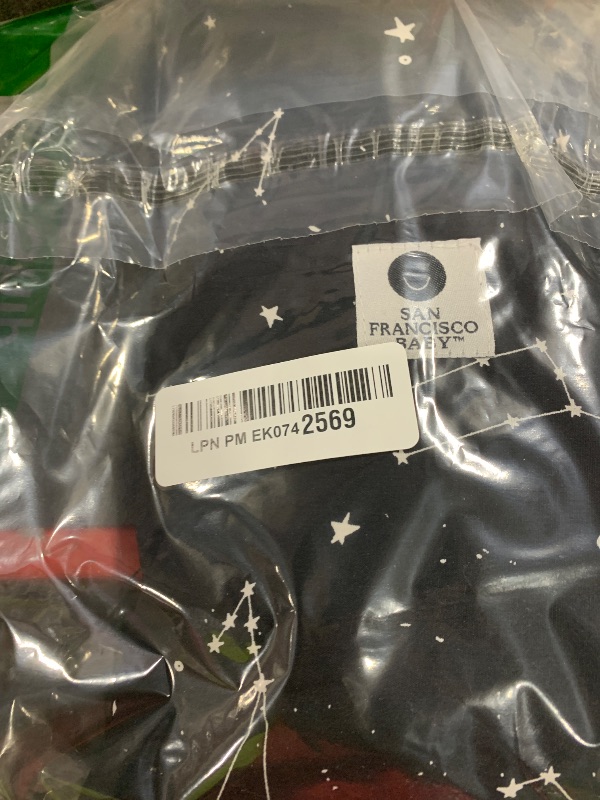 SAN
FRANCISCO
BABY™
LPN PM EK0742569